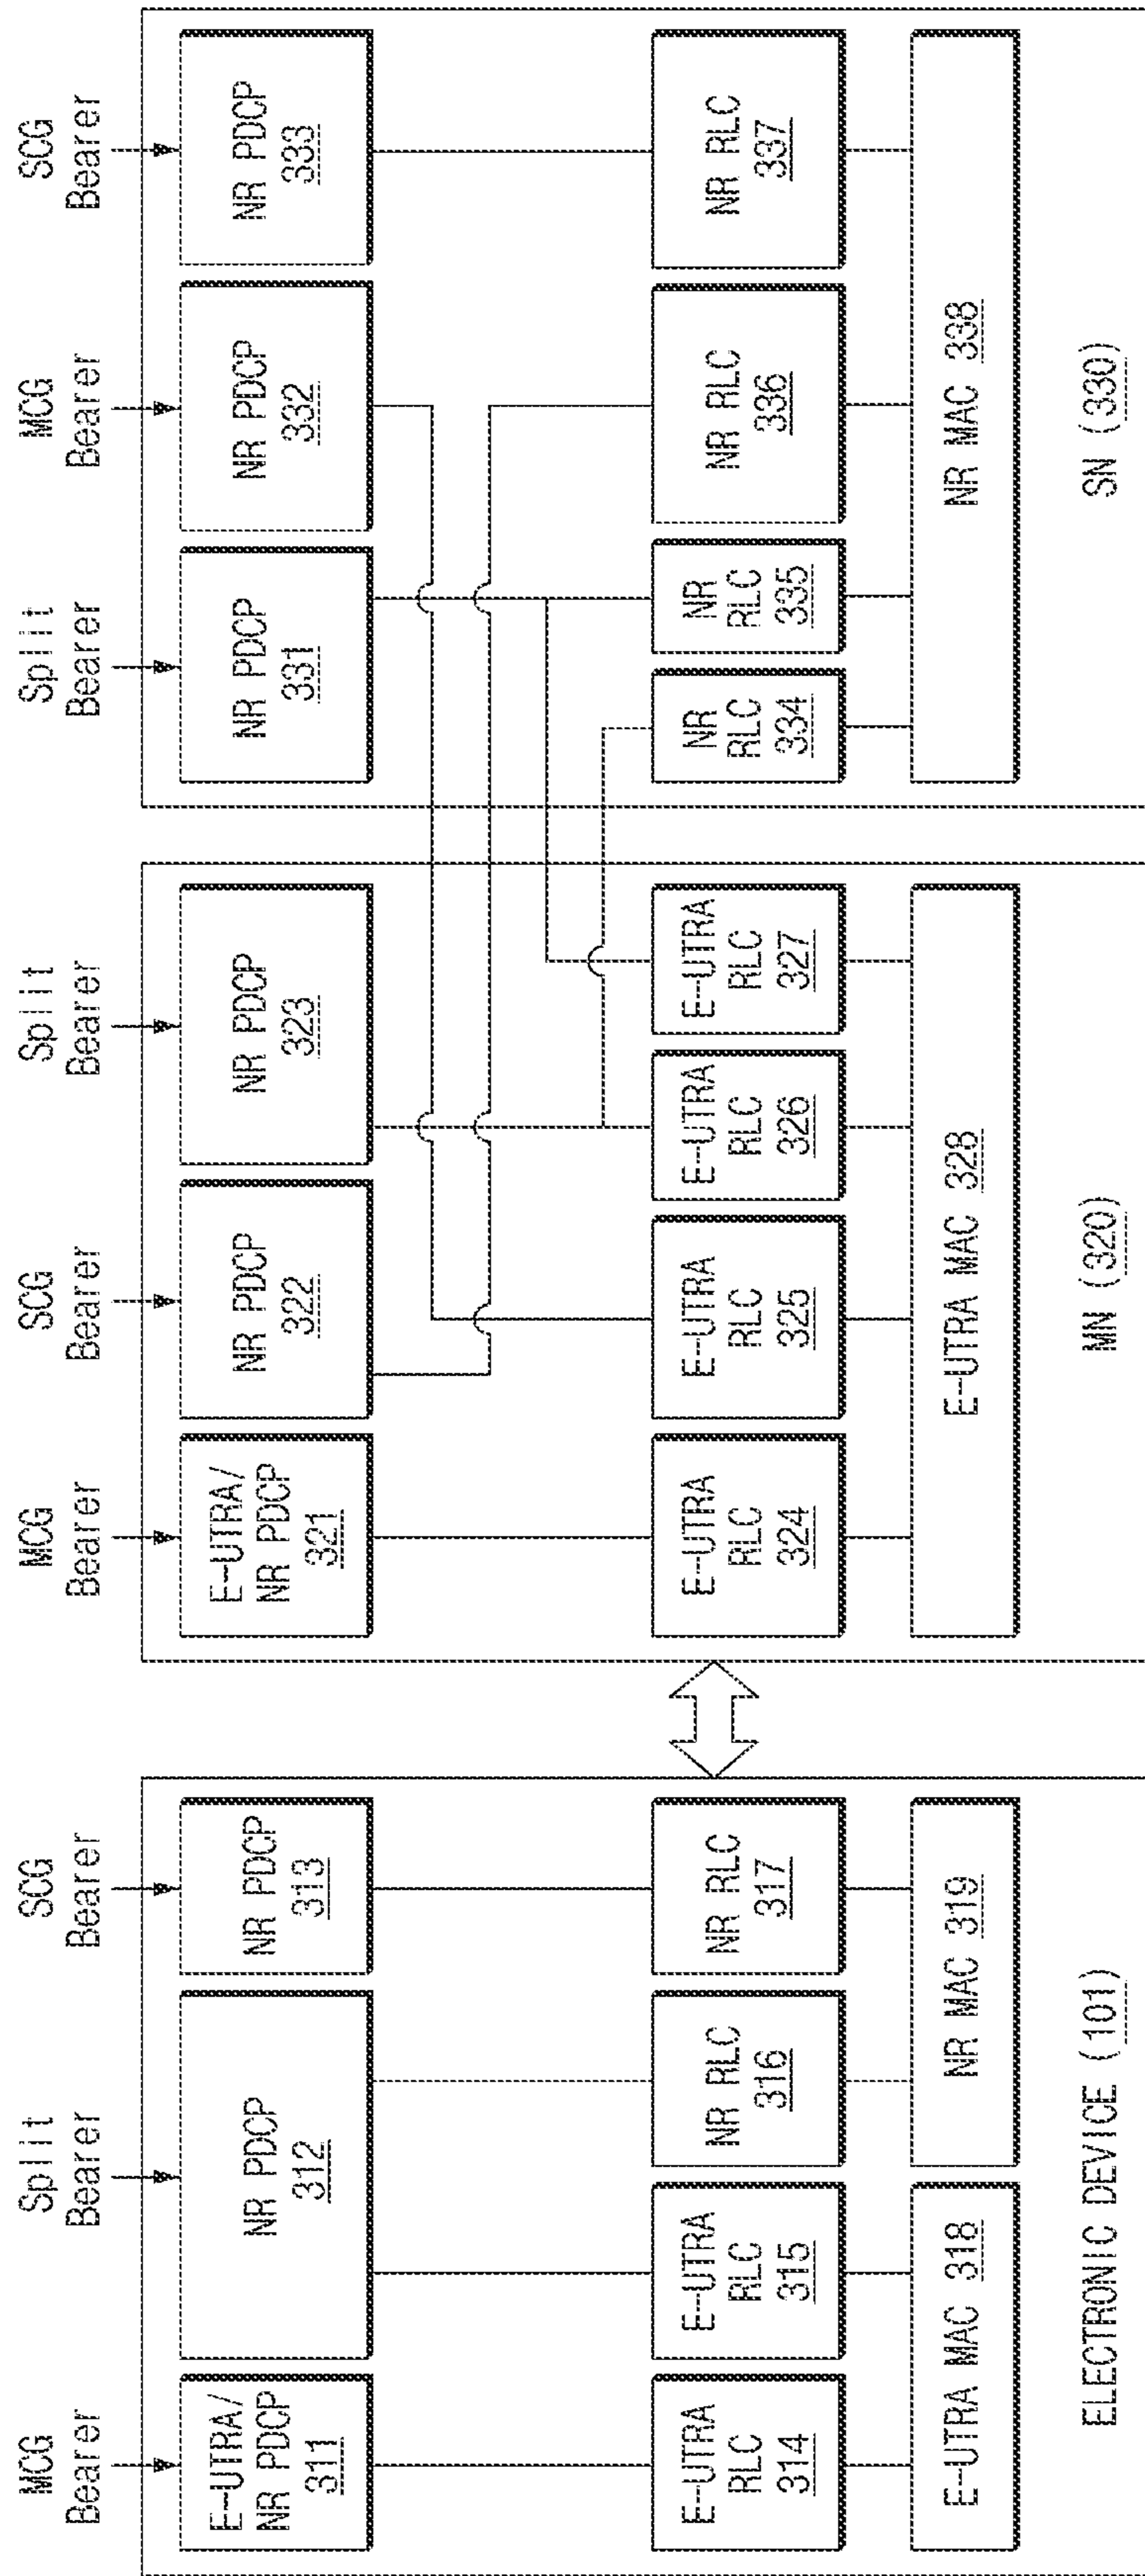 MCG
Bearer
Split
Bearer
SCG
Bearer
E-UTRA/
NR PDCP
311
NR PDCP
312
NR PDCP
313
E-UTRA
RLC
314
E-UTRA
RLC
315
NR RLC
316
NR RLC
317
E-UTRA MAC 318
NR MAC 319
ELECTRONIC DEVICE (101)
MCG
Bearer
SCG
Bearer
Split
Bearer
E-UTRA/
NR PDCP
321
NR PDCP
322
NR PDCP
323
E-UTRA
RLC
324
E-UTRA
RLC
325
E-UTRA
RLC
326
E-UTRA
RLC
327
E-UTRA MAC 328
MN (320)
Split
Bearer
MCG
Bearer
SCG
Bearer
NR PDCP
331
NR PDCP
332
NR PDCP
333
NR
RLC
334
NR
RLC
335
NR RLC
336
NR RLC
337
NR MAC 338
SN (330)